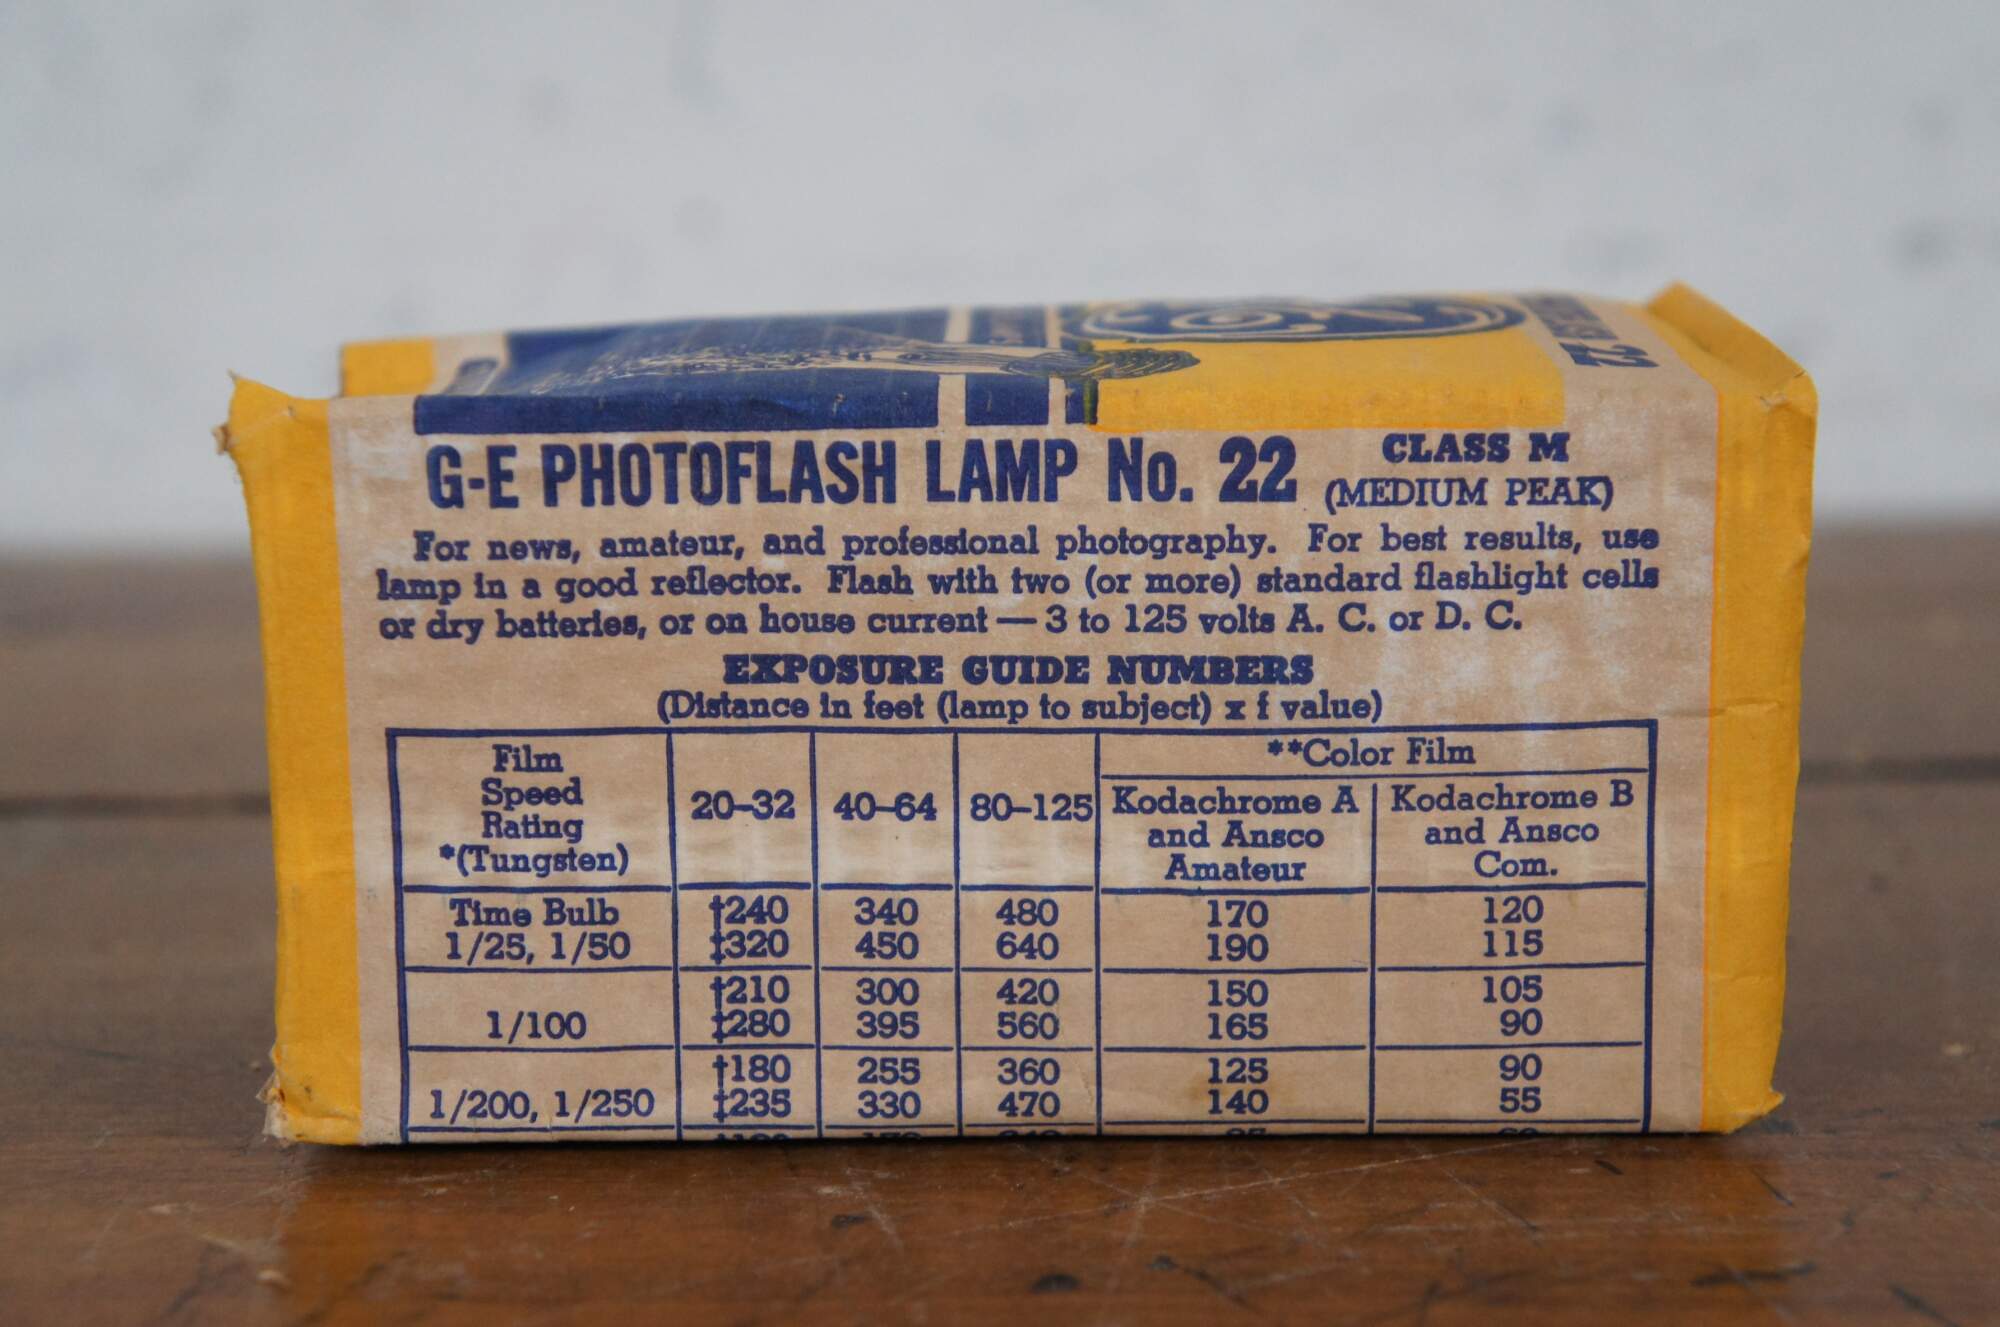 22
G-E PHOTOFLASH LAMP No. 22 CLASS M
(MEDIUM PEAK)
For news, amateur, and professional photography. For best results, use
lamp in a good reflector. Flash with two (or more) standard flashlight cells
or dry batteries, or on house current — 3 to 125 volts A. C. or D. C.
EXPOSURE GUIDE NUMBERS
(Distance in feet (lamp to subject) x f value)
Film Speed Rating *(Tungsten) 20-32 40-64 80-125 **Color Film
Kodachrome A and Ansco Amateur Kodachrome B and Ansco Com.
Time Bulb †240 340 480 170 120
1/25, 1/50 ‡320 450 640 190 115
†210 300 420 150 105
1/100 ‡280 395 560 165 90
†180 255 360 125 90
1/200, 1/250 ‡235 330 470 140 55